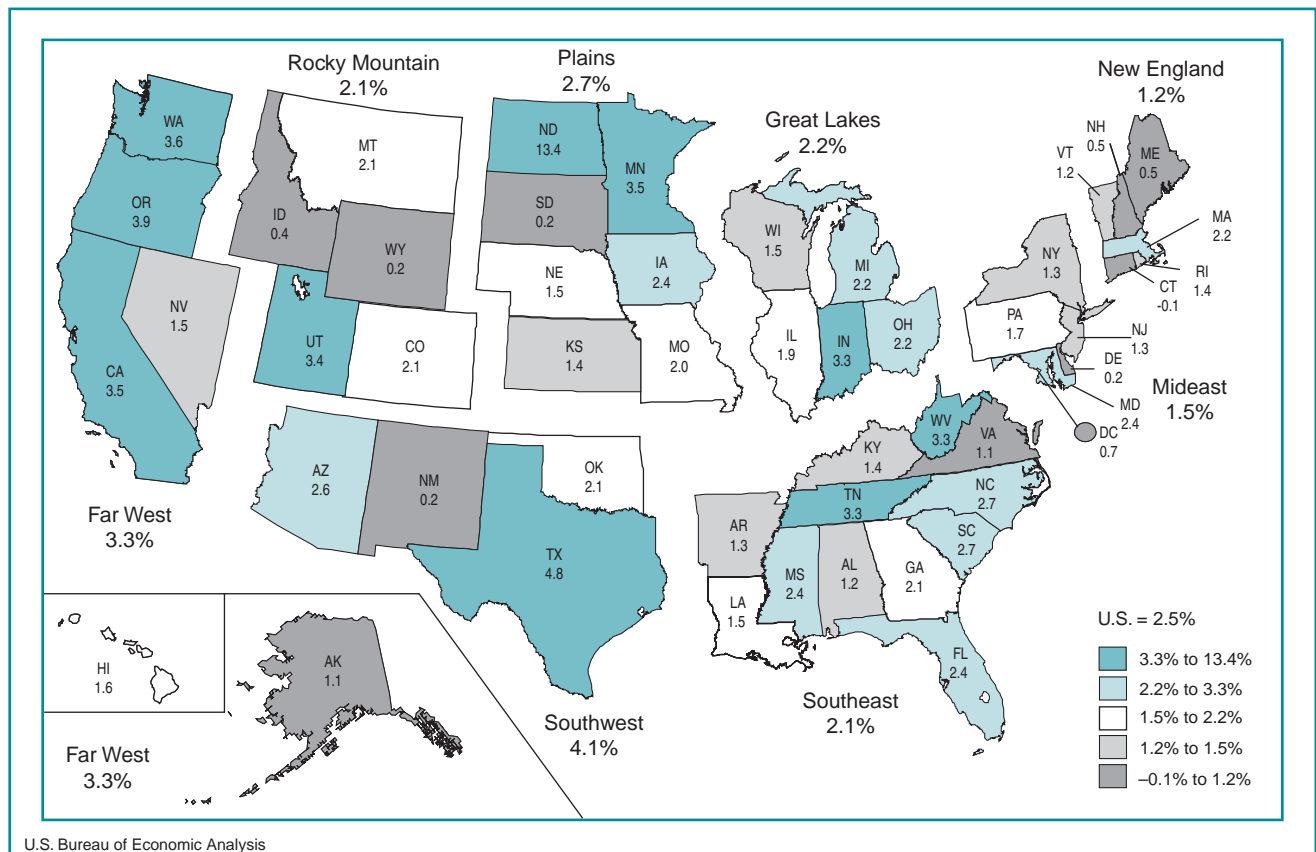 Rocky Mountain
2.1%
Plains
2.7%
Great Lakes
2.2%
New England
1.2%
WA
3.6
OR
3.9
CA
3.5
NV
1.5
ID
0.4
MT
2.1
WY
0.2
UT
3.4
CO
2.1
ND
13.4
SD
0.2
NE
1.5
KS
1.4
MN
3.5
IA
2.4
MO
2.0
WI
1.5
MI
2.2
IL
1.9
IN
3.3
OH
2.2
NH
0.5
VT
1.2
ME
0.5
MA
2.2
RI
1.4
CT
-0.1
NY
1.3
PA
1.7
NJ
1.3
DE
0.2
MD
2.4
DC
0.7
Mideast
1.5%
AZ
2.6
NM
0.2
OK
2.1
TX
4.8
AR
1.3
LA
1.5
KY
1.4
TN
3.3
MS
2.4
AL
1.2
GA
2.1
WV
3.3
VA
1.1
NC
2.7
SC
2.7
FL
2.4
Far West
3.3%
HI
1.6
AK
1.1
Far West
3.3%
Southwest
4.1%
Southeast
2.1%
U.S. = 2.5%
3.3% to 13.4%
2.2% to 3.3%
1.5% to 2.2%
1.2% to 1.5%
–0.1% to 1.2%
U.S. Bureau of Economic Analysis